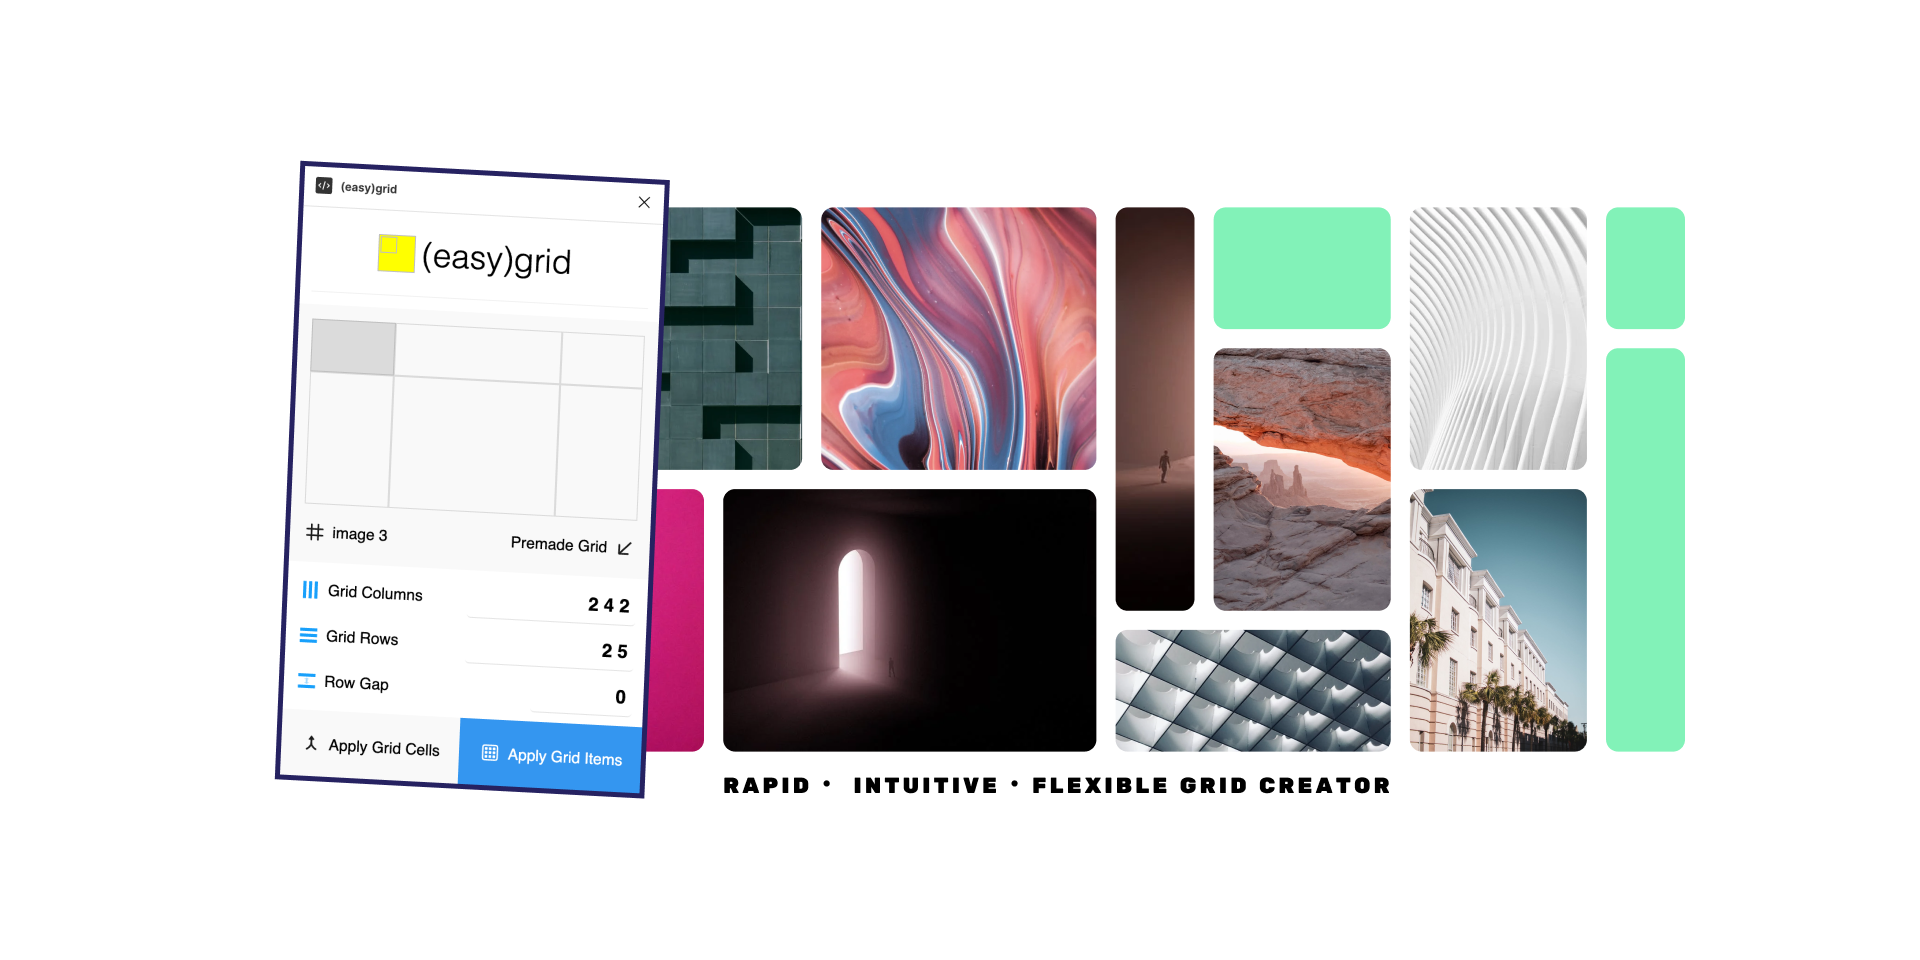 (easy)grid
(easy)grid
image 3
Premade Grid
Grid Columns
2 4 2
Grid Rows
2 5
Row Gap
0
Apply Grid Cells
Apply Grid Items
RAPID • INTUITIVE • FLEXIBLE GRID CREATOR